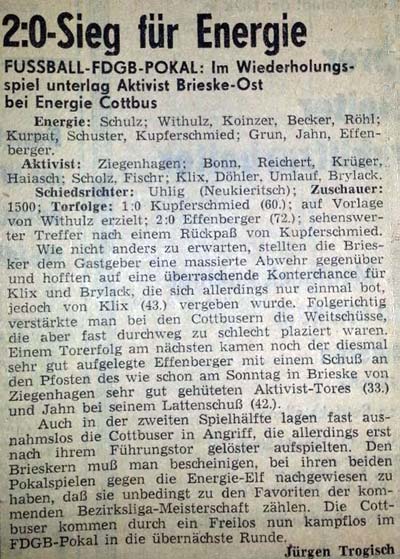 2:0-Sieg für Energie
FUSSBALL-FDGB-POKAL: Im Wiederholungs-
spiel unterlag Aktivist Brieske-Ost
bei Energie Cottbus
Energie: Schulz; Withulz, Koinzer, Becker, Röhl;
Kurpat, Schuster, Kupferschmied; Grun, Jahn, Effen-
berger.
Aktivist: Ziegenhagen; Bonn, Reichert, Krüger,
Haiasch; Scholz, Fischr; Klix, Döhler, Umlauf, Brylack.
Schiedsrichter: Uhlig (Neukieritsch); Zuschauer:
1500; Torfolge: 1:0 Kupferschmied (60.); auf Vorlage
von Withulz erzielt; 2:0 Effenberger (72.); sehenswer-
ter Treffer nach einem Rückpaß von Kupferschmied.
Wie nicht anders zu erwarten, stellten die Bries-
ker dem Gastgeber eine massierte Abwehr gegenüber
und hofften auf eine überraschende Konterchance für
Klix und Brylack, die sich allerdings nur einmal bot,
jedoch von Klix (43.) vergeben wurde. Folgerichtig
verstärkte man bei den Cottbusern die Weitschüsse,
die aber fast durchweg zu schlecht plaziert waren.
Einem Torerfolg am nächsten kamen noch der diesmal
sehr gut aufgelegte Effenberger mit einem Schuß an
den Pfosten des wie schon am Sonntag in Brieske von
Ziegenhagen sehr gut gehüteten Aktivist-Tores (33.)
und Jahn bei seinem Lattenschuß (42.).
Auch in der zweiten Spielhälfte lagen fast aus-
nahmslos die Cottbuser in Angriff, die allerdings erst
nach ihrem Führungstor gelöster aufspielten. Den
Brieskern muß man bescheinigen, bei ihren beiden
Pokalspielen gegen die Energie-Elf nachgewiesen zu
haben, daß sie unbedingt zu den Favoriten der kom-
menden Bezirksliga-Meisterschaft zählen. Die Cott-
buser kommen durch ein Freilos nun kampflos im
FDGB-Pokal in die übernächste Runde.
Jürgen Trogisch